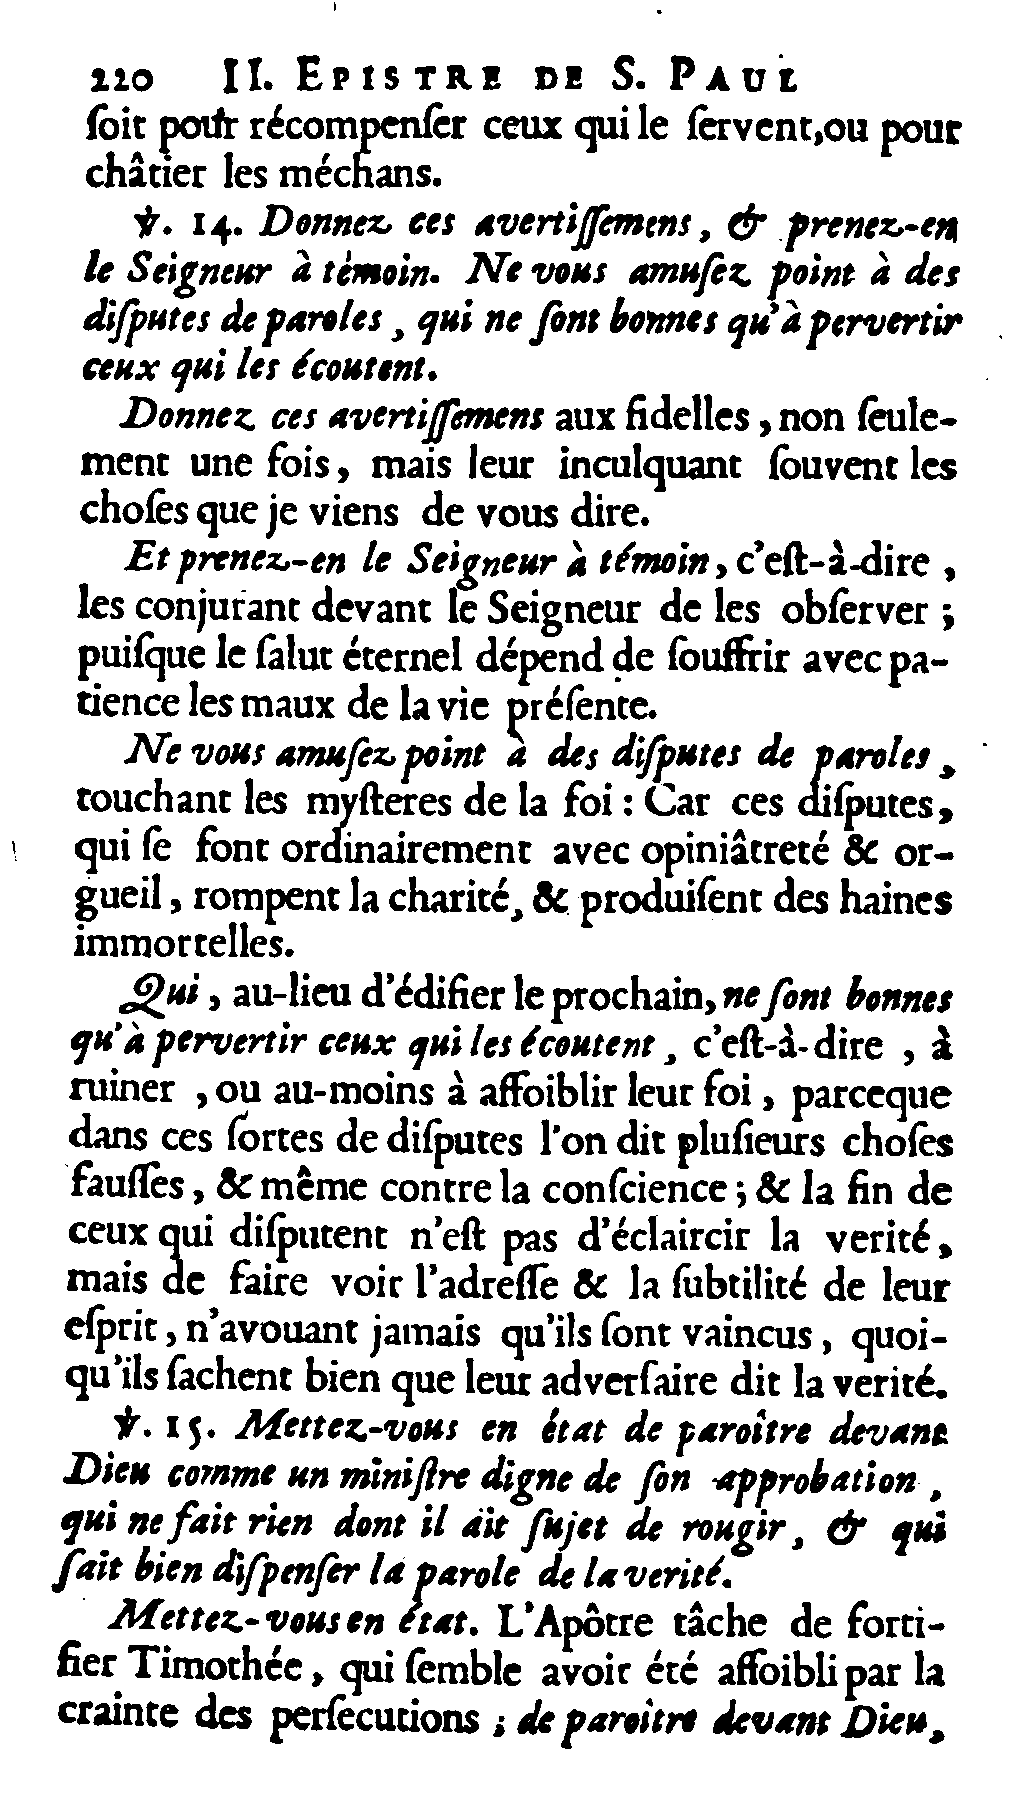 220 II. EPISTRE DE S. PAUL
ſoit pour récompenſer ceux qui le ſervent, ou pour
châtier les méchans.
℣. 14. Donnez ces avertiſſemens, & prenez-en
le Seigneur à témoin. Ne vous amuſez point à des
diſputes de paroles, qui ne ſont bonnes qu'à pervertir
ceux qui les écoutent.
Donnez ces avertiſſemens aux fidelles, non ſeule-
ment une fois, mais leur inculquant ſouvent les
choſes que je viens de vous dire.
Et prenez-en le Seigneur à témoin, c'eſt-à-dire,
les conjurant devant le Seigneur de les obſerver;
puiſque le ſalut éternel dépend de ſouffrir avec pa-
tience les maux de la vie préſente.
Ne vous amuſez point à des diſputes de paroles,
touchant les myſteres de la foi: Car ces diſputes,
qui ſe font ordinairement avec opiniâtreté & or-
gueil, rompent la charité, & produiſent des haines
immortelles.
Qui, au-lieu d'édifier le prochain, ne ſont bonnes
qu'à pervertir ceux qui les écoutent, c'eſt-à-dire, à
ruiner, ou au-moins à affoiblir leur foi, parceque
dans ces ſortes de diſputes l'on dit pluſieurs choſes
fauſſes, & même contre la conſcience; & la fin de
ceux qui diſputent n'eſt pas d'éclaircir la verité,
mais de faire voir l'adreſſe & la ſubtilité de leur
eſprit, n'avouant jamais qu'ils ſont vaincus, quoi-
qu'ils ſachent bien que leur adverſaire dit la verité.
℣. 15. Mettez-vous en état de paroître devant
Dieu comme un miniſtre digne de ſon approbation,
qui ne fait rien dont il ait ſujet de rougir, & qui
ſait bien diſpenſer la parole de la verité.
Mettez-vous en état. L'Apôtre tâche de forti-
fier Timothée, qui ſemble avoir été affoibli par la
crainte des perſecutions; de paroître devant Dieu,